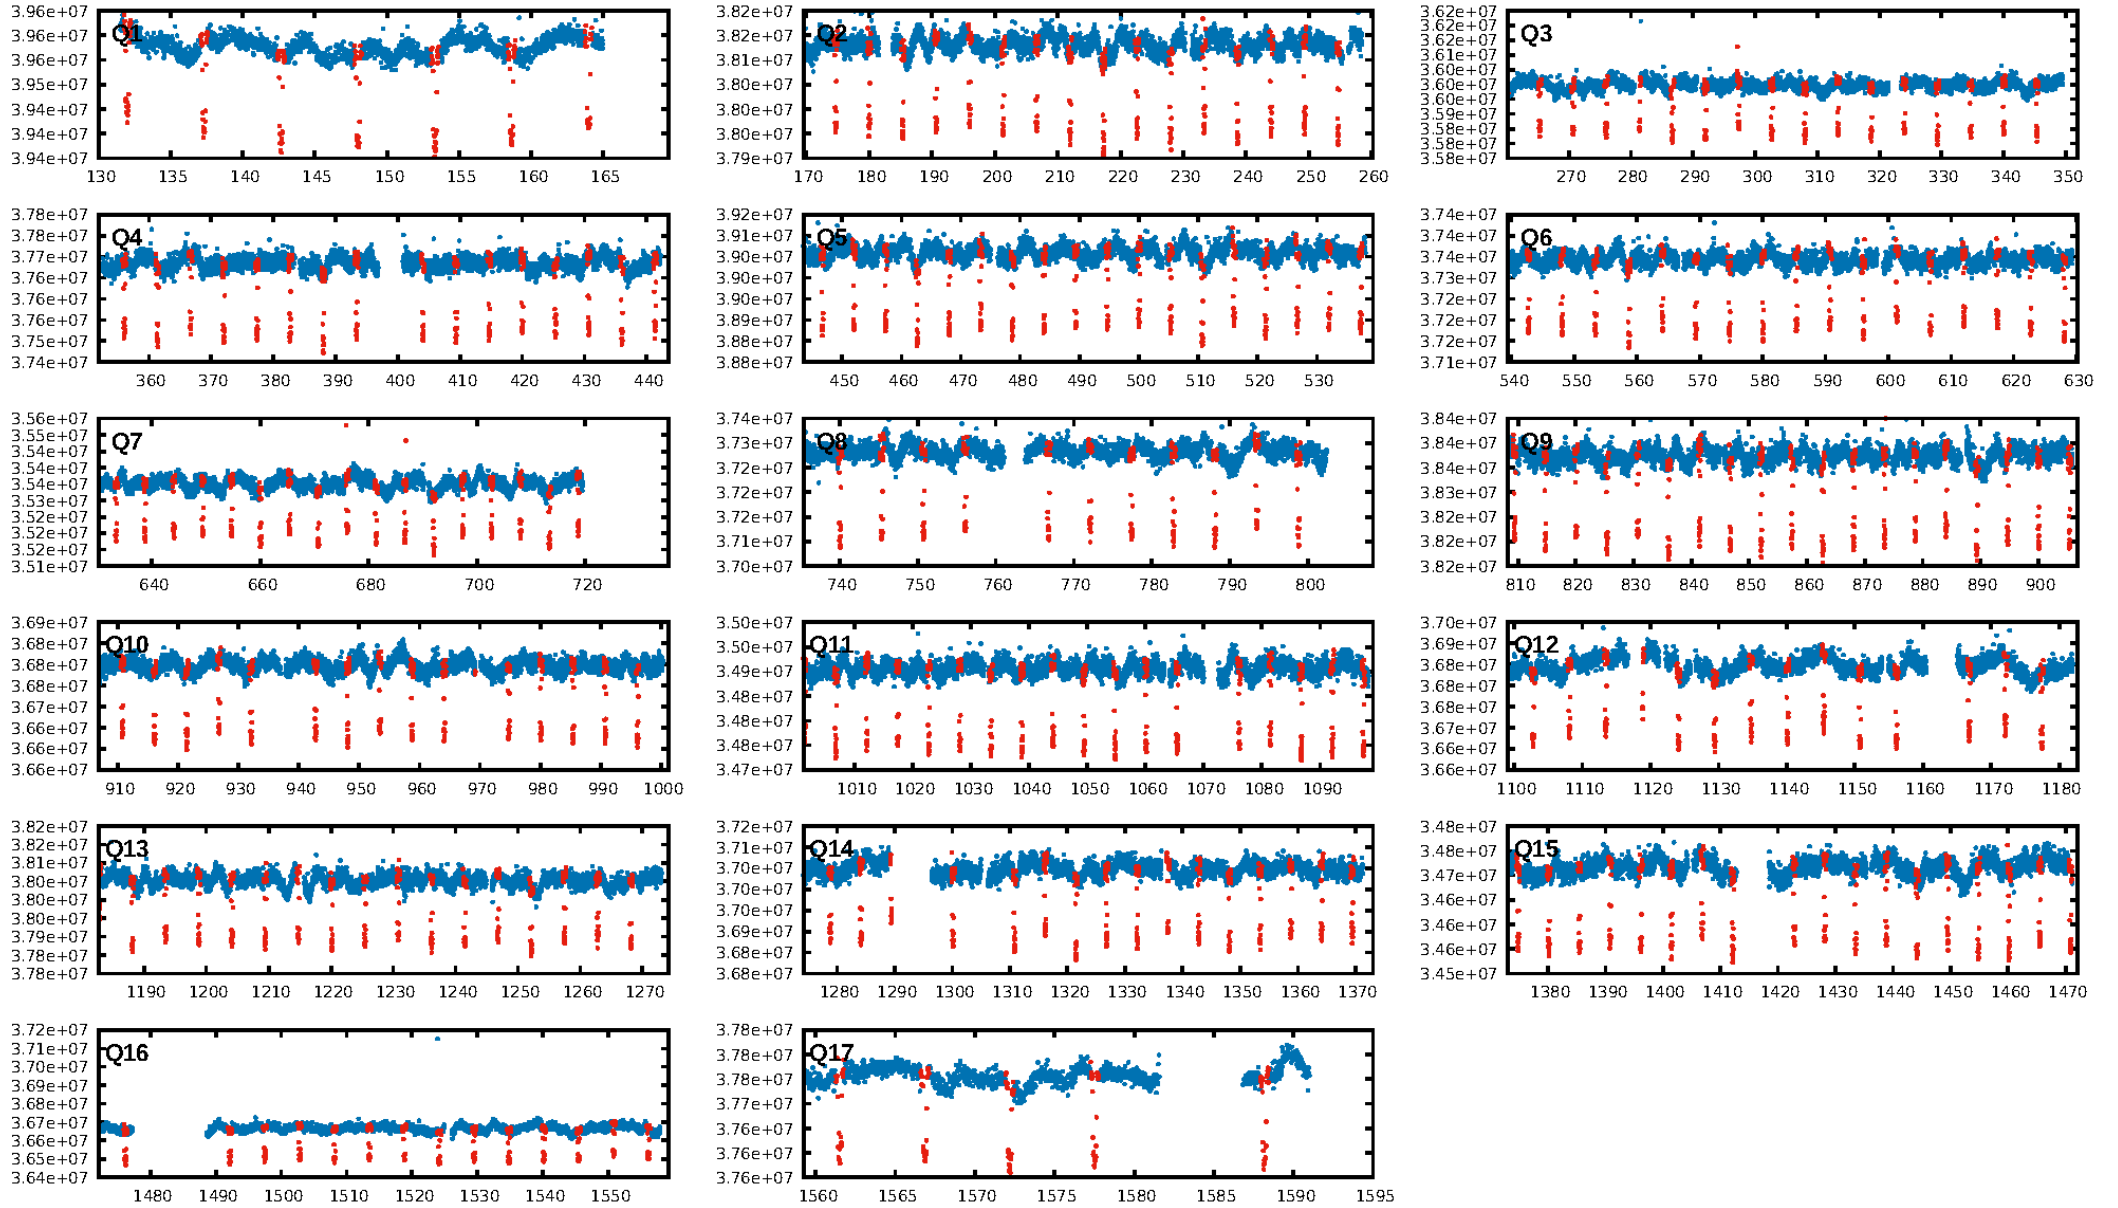 3.96e+07
3.96e+07
3.96e+07
3.95e+07
3.94e+07
3.94e+07
3.94e+07
Q1
130 135 140 145 150 155 160 165
3.82e+07
3.82e+07
3.81e+07
3.80e+07
3.80e+07
3.80e+07
3.79e+07
Q2
170 180 190 200 210 220 230 240 250 260
3.62e+07
3.62e+07
3.62e+07
3.61e+07
3.60e+07
3.60e+07
3.60e+07
3.59e+07
3.58e+07
3.58e+07
3.58e+07
Q3
270 280 290 300 310 320 330 340 350
3.78e+07
3.78e+07
3.77e+07
3.76e+07
3.76e+07
3.76e+07
3.75e+07
3.74e+07
Q4
360 370 380 390 400 410 420 430 440
3.92e+07
3.91e+07
3.90e+07
3.90e+07
3.90e+07
3.89e+07
3.88e+07
3.88e+07
Q5
450 460 470 480 490 500 510 520 530
3.74e+07
3.74e+07
3.74e+07
3.73e+07
3.72e+07
3.72e+07
3.72e+07
3.71e+07
Q6
540 550 560 570 580 590 600 610 620 630
3.56e+07
3.55e+07
3.54e+07
3.54e+07
3.54e+07
3.53e+07
3.52e+07
3.52e+07
3.52e+07
3.51e+07
Q7
640 660 680 700 720
3.74e+07
3.73e+07
3.72e+07
3.72e+07
3.72e+07
3.71e+07
3.70e+07
Q8
740 750 760 770 780 790 800
3.84e+07
3.84e+07
3.84e+07
3.83e+07
3.82e+07
3.82e+07
3.82e+07
Q9
810 820 830 840 850 860 870 880 890 900
3.69e+07
3.68e+07
3.68e+07
3.68e+07
3.67e+07
3.66e+07
3.66e+07
3.66e+07
Q10
910 920 930 940 950 960 970 980 990 1000
3.50e+07
3.50e+07
3.49e+07
3.48e+07
3.48e+07
3.48e+07
3.47e+07
Q11
1010 1020 1030 1040 1050 1060 1070 1080 1090
3.70e+07
3.69e+07
3.68e+07
3.68e+07
3.68e+07
3.67e+07
3.66e+07
3.66e+07
Q12
1100 1110 1120 1130 1140 1150 1160 1170 1180
3.82e+07
3.82e+07
3.81e+07
3.80e+07
3.80e+07
3.80e+07
3.79e+07
3.78e+07
3.78e+07
Q13
1190 1200 1210 1220 1230 1240 1250 1260 1270
3.72e+07
3.71e+07
3.70e+07
3.70e+07
3.70e+07
3.69e+07
3.68e+07
3.68e+07
Q14
1280 1290 1300 1310 1320 1330 1340 1350 1360 1370
3.48e+07
3.48e+07
3.47e+07
3.46e+07
3.46e+07
3.46e+07
3.45e+07
Q15
1380 1390 1400 1410 1420 1430 1440 1450 1460 1470
3.72e+07
3.71e+07
3.70e+07
3.69e+07
3.68e+07
3.67e+07
3.66e+07
3.65e+07
3.64e+07
Q16
1480 1490 1500 1510 1520 1530 1540 1550
3.78e+07
3.78e+07
3.78e+07
3.77e+07
3.76e+07
3.76e+07
3.76e+07
Q17
1560 1565 1570 1575 1580 1585 1590 1595